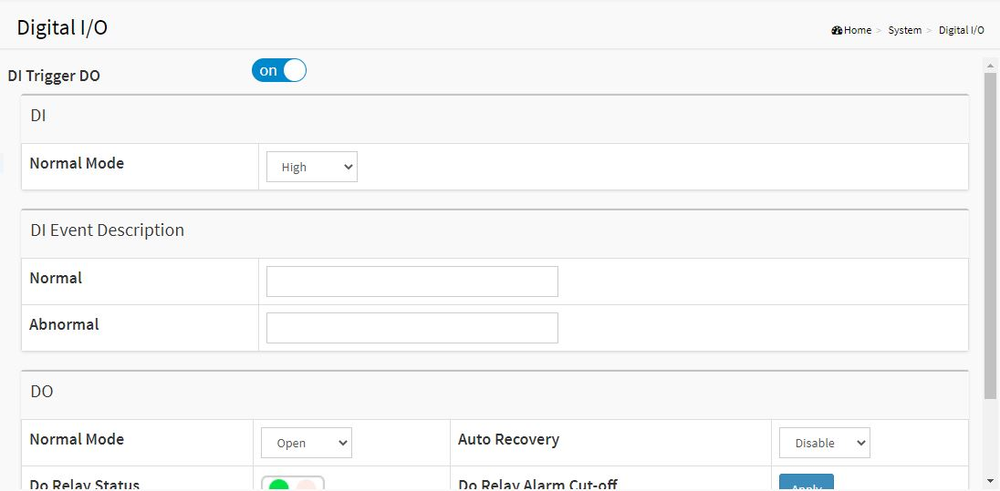 Digital I/O
Home > System > Digital I/O
DI Trigger DO
on
DI
Normal Mode
High
DI Event Description
Normal
Abnormal
DO
Normal Mode
Open
Auto Recovery
Disable
Do Relay Status
Do Relay Alarm Cut-off
Apply